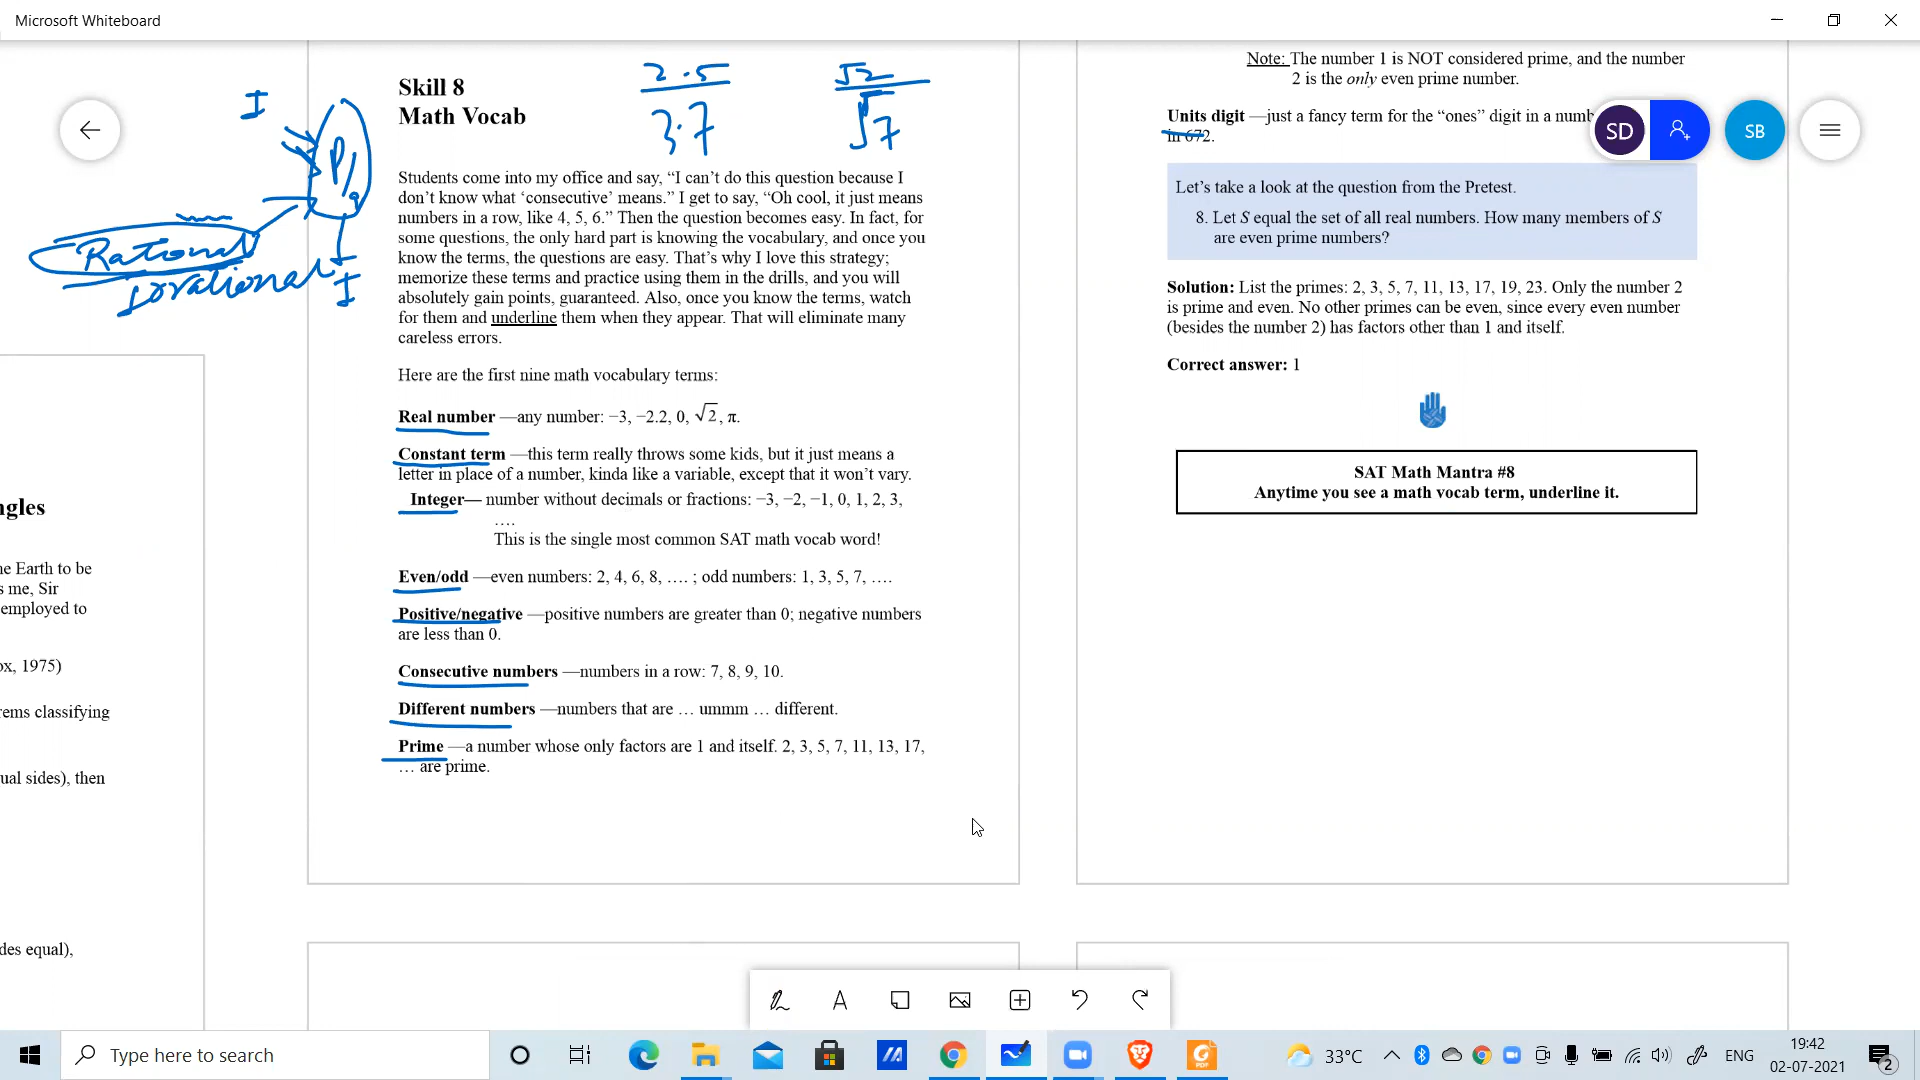 Microsoft Whiteboard
Skill 8
Math Vocab
2.5
3.7
√2
√7
I
P/q
Rational
Irrational
I
I
Students come into my office and say, “I can’t do this question because I
don’t know what ‘consecutive’ means.” I get to say, “Oh cool, it just means
numbers in a row, like 4, 5, 6.” Then the question becomes easy. In fact, for
some questions, the only hard part is knowing the vocabulary, and once you
know the terms, the questions are easy. That’s why I love this strategy;
memorize these terms and practice using them in the drills, and you will
absolutely gain points, guaranteed. Also, once you know the terms, watch
for them and underline them when they appear. That will eliminate many
careless errors.
Here are the first nine math vocabulary terms:
Real number —any number: −3, −2.2, 0, √2, π.
Constant term —this term really throws some kids, but it just means a
letter in place of a number, kinda like a variable, except that it won’t vary.
Integer— number without decimals or fractions: −3, −2, −1, 0, 1, 2, 3,
….
This is the single most common SAT math vocab word!
Even/odd —even numbers: 2, 4, 6, 8, …. ; odd numbers: 1, 3, 5, 7, ….
Positive/negative —positive numbers are greater than 0; negative numbers
are less than 0.
Consecutive numbers —numbers in a row: 7, 8, 9, 10.
Different numbers —numbers that are … ummm … different.
Prime —a number whose only factors are 1 and itself. 2, 3, 5, 7, 11, 13, 17,
… are prime.
ngles
ne Earth to be
s me, Sir
employed to
ox, 1975)
rems classifying
ual sides), then
des equal),
Note: The number 1 is NOT considered prime, and the number
2 is the only even prime number.
Units digit —just a fancy term for the “ones” digit in a numb
in 672.
SD
SB
Let’s take a look at the question from the Pretest.
8. Let S equal the set of all real numbers. How many members of S
are even prime numbers?
Solution: List the primes: 2, 3, 5, 7, 11, 13, 17, 19, 23. Only the number 2
is prime and even. No other primes can be even, since every even number
(besides the number 2) has factors other than 1 and itself.
Correct answer: 1
SAT Math Mantra #8
Anytime you see a math vocab term, underline it.
Type here to search
33°C
ENG
19:42
02-07-2021
2